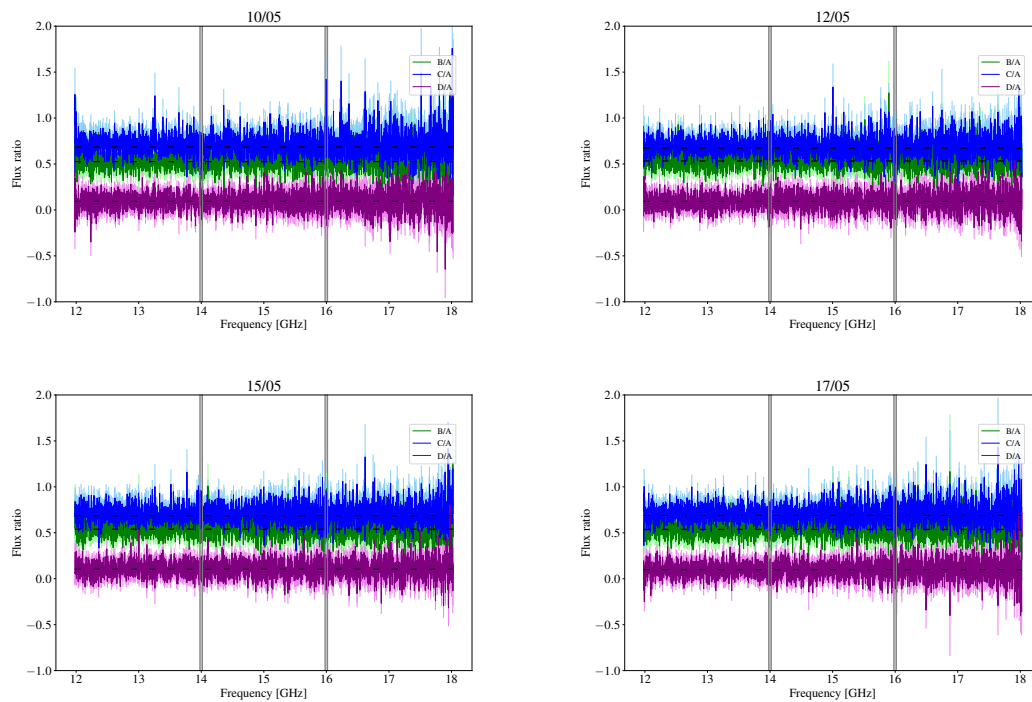 10/05
2.0
1.5
1.0
0.5
0.0
−0.5
−1.0
Flux ratio
B/A
C/A
D/A
12 13 14 15 16 17 18
Frequency [GHz]
12/05
2.0
1.5
1.0
0.5
0.0
−0.5
−1.0
Flux ratio
B/A
C/A
D/A
12 13 14 15 16 17 18
Frequency [GHz]
15/05
2.0
1.5
1.0
0.5
0.0
−0.5
−1.0
Flux ratio
B/A
C/A
D/A
12 13 14 15 16 17 18
Frequency [GHz]
17/05
2.0
1.5
1.0
0.5
0.0
−0.5
−1.0
Flux ratio
B/A
C/A
D/A
12 13 14 15 16 17 18
Frequency [GHz]